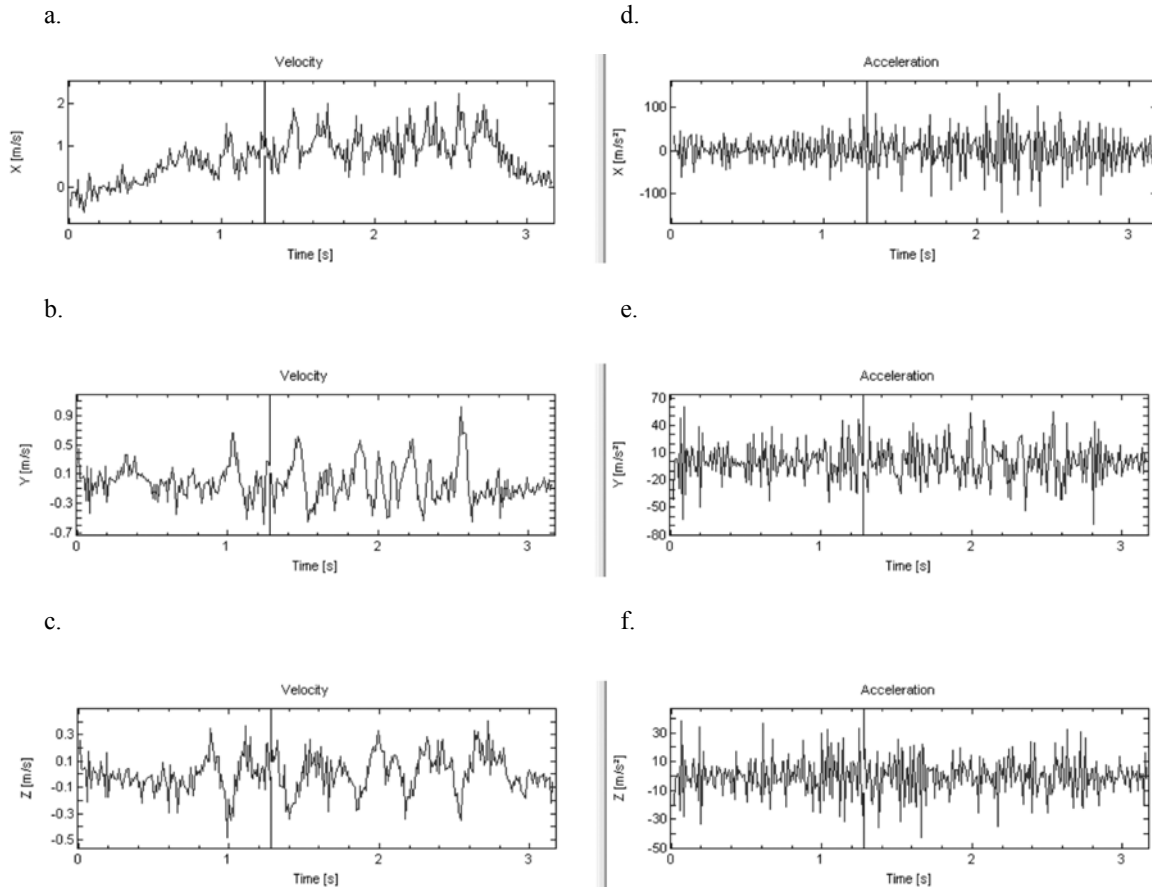 a.
d.
Velocity
Acceleration
X [m/s]
2
1
0
0 1 2 3
Time [s]
X [m/s²]
100
0
-100
0 1 2 3
Time [s]
b.
e.
Velocity
Acceleration
Y [m/s]
0.9
0.5
0.1
-0.3
-0.7
0 1 2 3
Time [s]
Y [m/s²]
70
40
10
-20
-50
-80
0 1 2 3
Time [s]
c.
f.
Velocity
Acceleration
Z [m/s]
0.3
0.1
-0.1
-0.3
-0.5
0 1 2 3
Time [s]
Z [m/s²]
30
10
-10
-30
-50
0 1 2 3
Time [s]